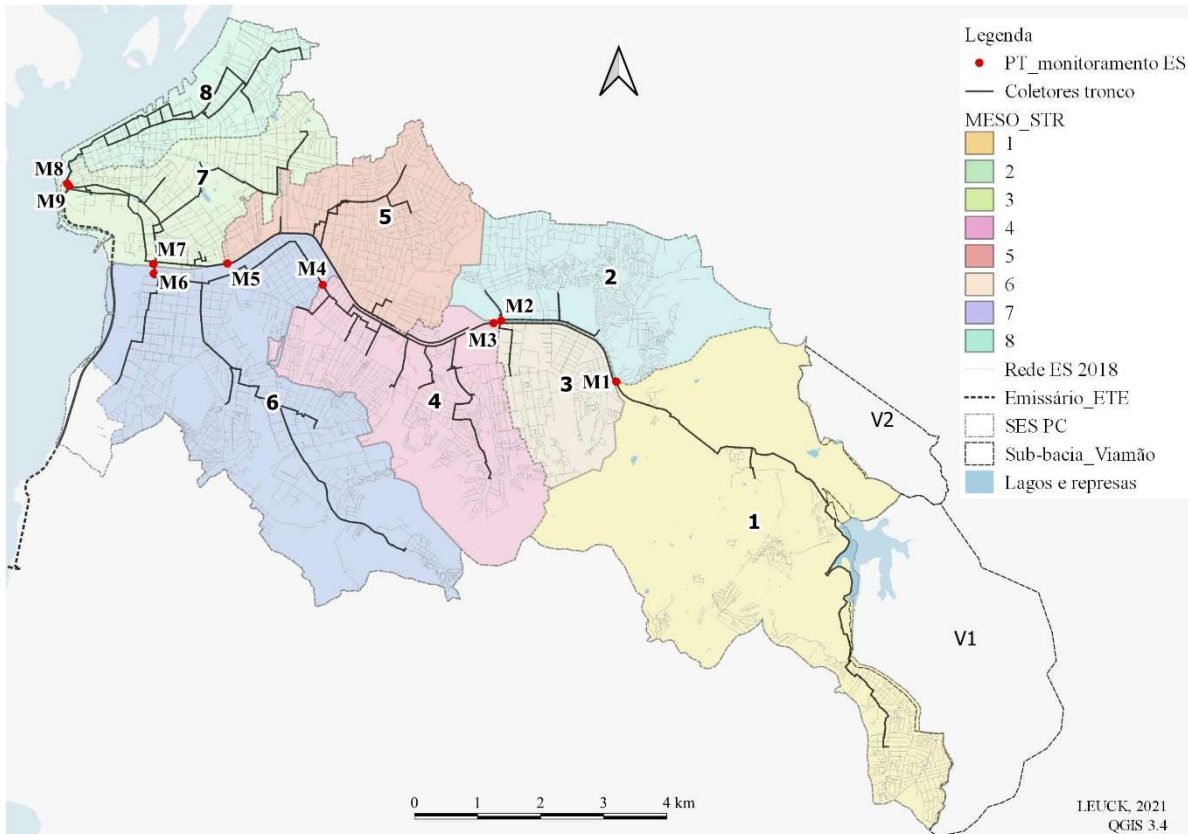 Legenda
PT_monitoramento ES
Coletores tronco
MESO_STR
1
2
3
4
5
6
7
8
Rede ES 2018
Emissário_ETE
SES PC
Sub-bacia_Viamão
Lagos e represas
8
M8
M9
7
5
M7
M6
M5
M4
2
M2
M3
M1
3
4
6
V2
1
V1
0 1 2 3 4 km
LEUCK, 2021
QGIS 3.4